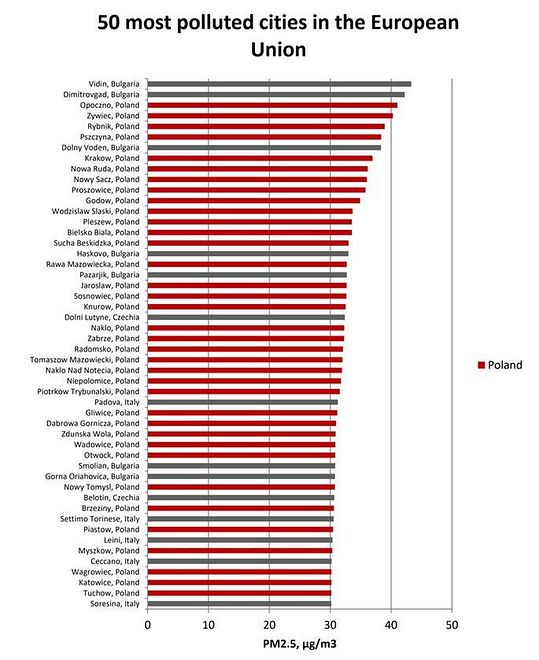 50 most polluted cities in the European
Union
Vidin, Bulgaria
Dimitrovgad, Bulgaria
Opoczno, Poland
Zywiec, Poland
Rybnik, Poland
Pszczyna, Poland
Dolny Voden, Bulgaria
Krakow, Poland
Nowa Ruda, Poland
Nowy Sacz, Poland
Proszowice, Poland
Godow, Poland
Wodzislaw Slaski, Poland
Pleszew, Poland
Bielsko Biala, Poland
Sucha Beskidzka, Poland
Haskovo, Bulgaria
Rawa Mazowiecka, Poland
Pazarjik, Bulgaria
Jaroslaw, Poland
Sosnowiec, Poland
Knurow, Poland
Dolni Lutyne, Czechia
Naklo, Poland
Zabrze, Poland
Radomsko, Poland
Tomaszow Mazowiecki, Poland
Naklo Nad Notecia, Poland
Niepolomice, Poland
Piotrkow Trybunalski, Poland
Padova, Italy
Gliwice, Poland
Dabrowa Gornicza, Poland
Zdunska Wola, Poland
Wadowice, Poland
Otwock, Poland
Smolian, Bulgaria
Gorna Oriahovica, Bulgaria
Nowy Tomysl, Poland
Belotin, Czechia
Brzeziny, Poland
Settimo Torinese, Italy
Piastow, Poland
Leini, Italy
Myszkow, Poland
Ceccano, Italy
Wagrowiec, Poland
Katowice, Poland
Tuchow, Poland
Soresina, Italy
Poland
0 10 20 30 40 50
PM2.5, µg/m3